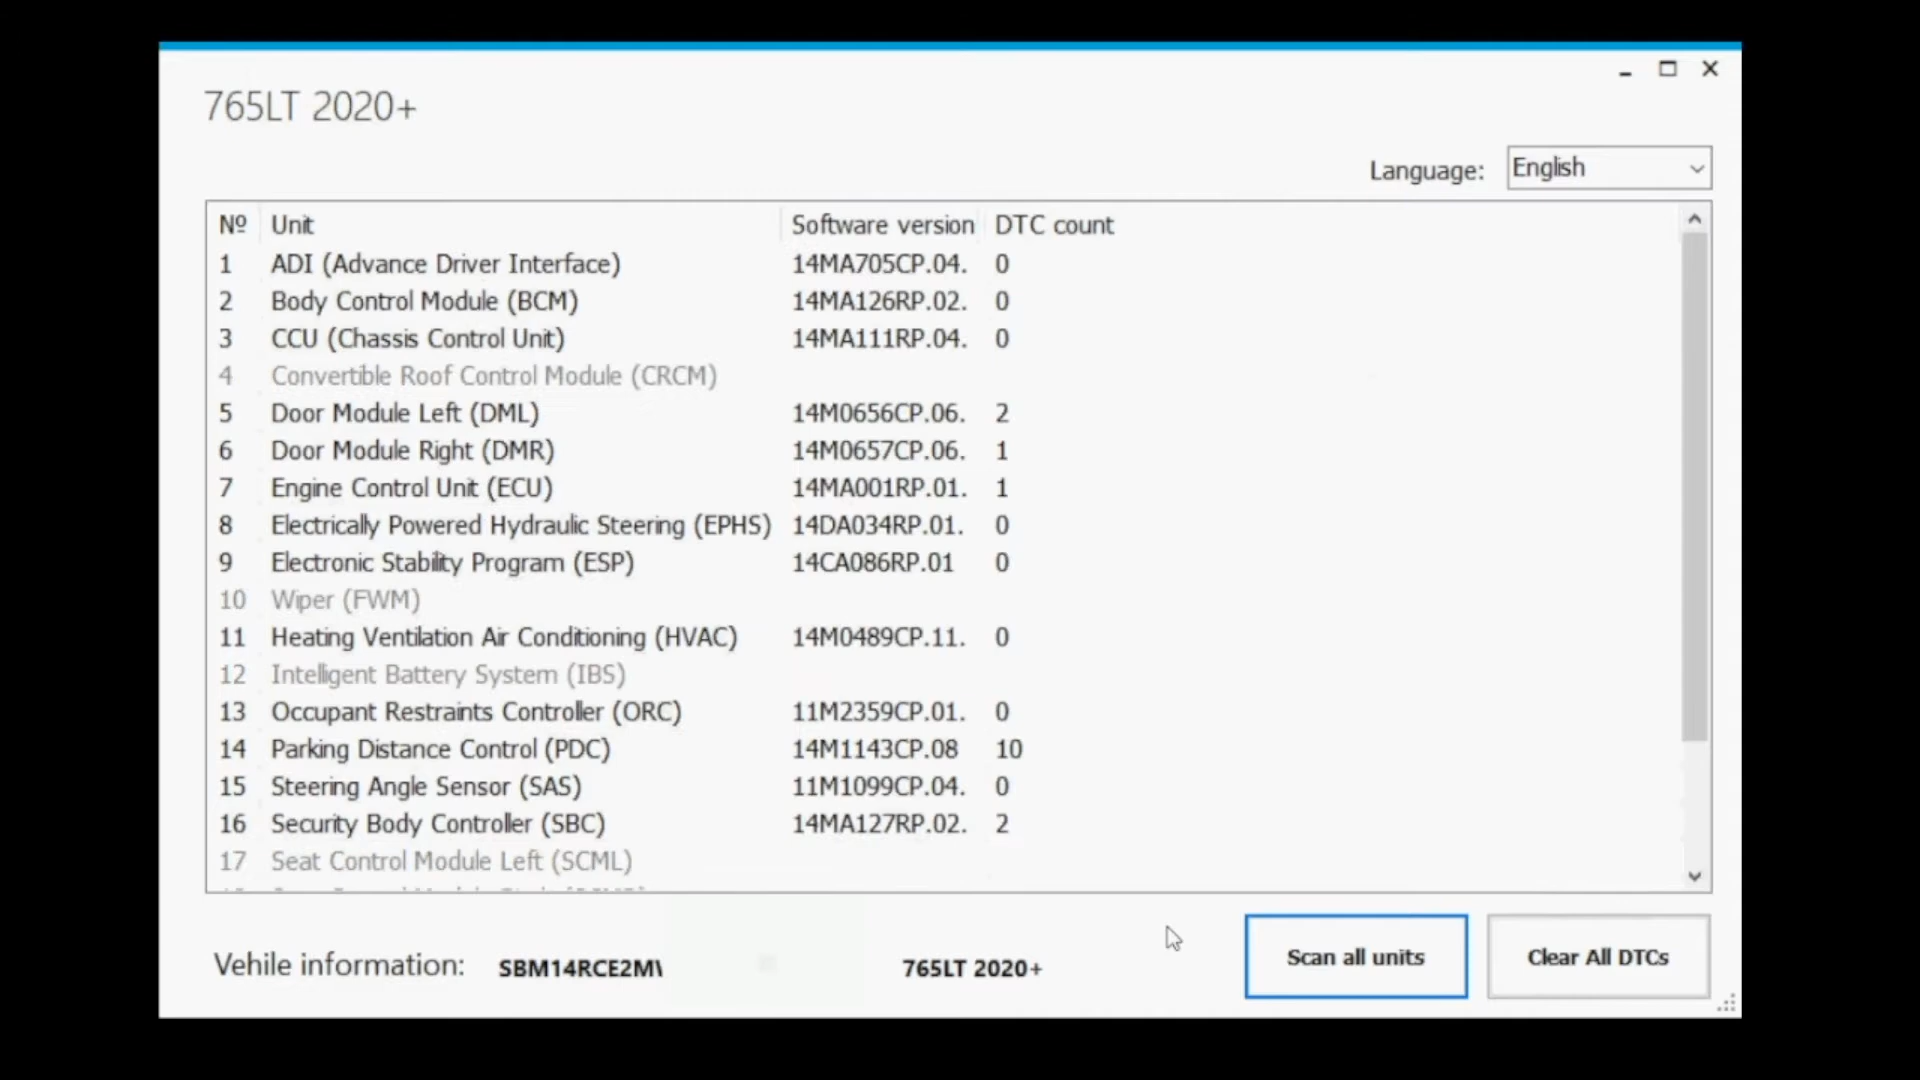 765LT 2020+
Language: English
Nº Unit Software version DTC count
1 ADI (Advance Driver Interface) 14MA705CP.04. 0
2 Body Control Module (BCM) 14MA126RP.02. 0
3 CCU (Chassis Control Unit) 14MA111RP.04. 0
4 Convertible Roof Control Module (CRCM)
5 Door Module Left (DML) 14M0656CP.06. 2
6 Door Module Right (DMR) 14M0657CP.06. 1
7 Engine Control Unit (ECU) 14MA001RP.01. 1
8 Electrically Powered Hydraulic Steering (EPHS) 14DA034RP.01. 0
9 Electronic Stability Program (ESP) 14CA086RP.01 0
10 Wiper (FWM)
11 Heating Ventilation Air Conditioning (HVAC) 14M0489CP.11. 0
12 Intelligent Battery System (IBS)
13 Occupant Restraints Controller (ORC) 11M2359CP.01. 0
14 Parking Distance Control (PDC) 14M1143CP.08 10
15 Steering Angle Sensor (SAS) 11M1099CP.04. 0
16 Security Body Controller (SBC) 14MA127RP.02. 2
17 Seat Control Module Left (SCML)
Vehile information: SBM14RCE2M\ 765LT 2020+ Scan all units Clear All DTCs